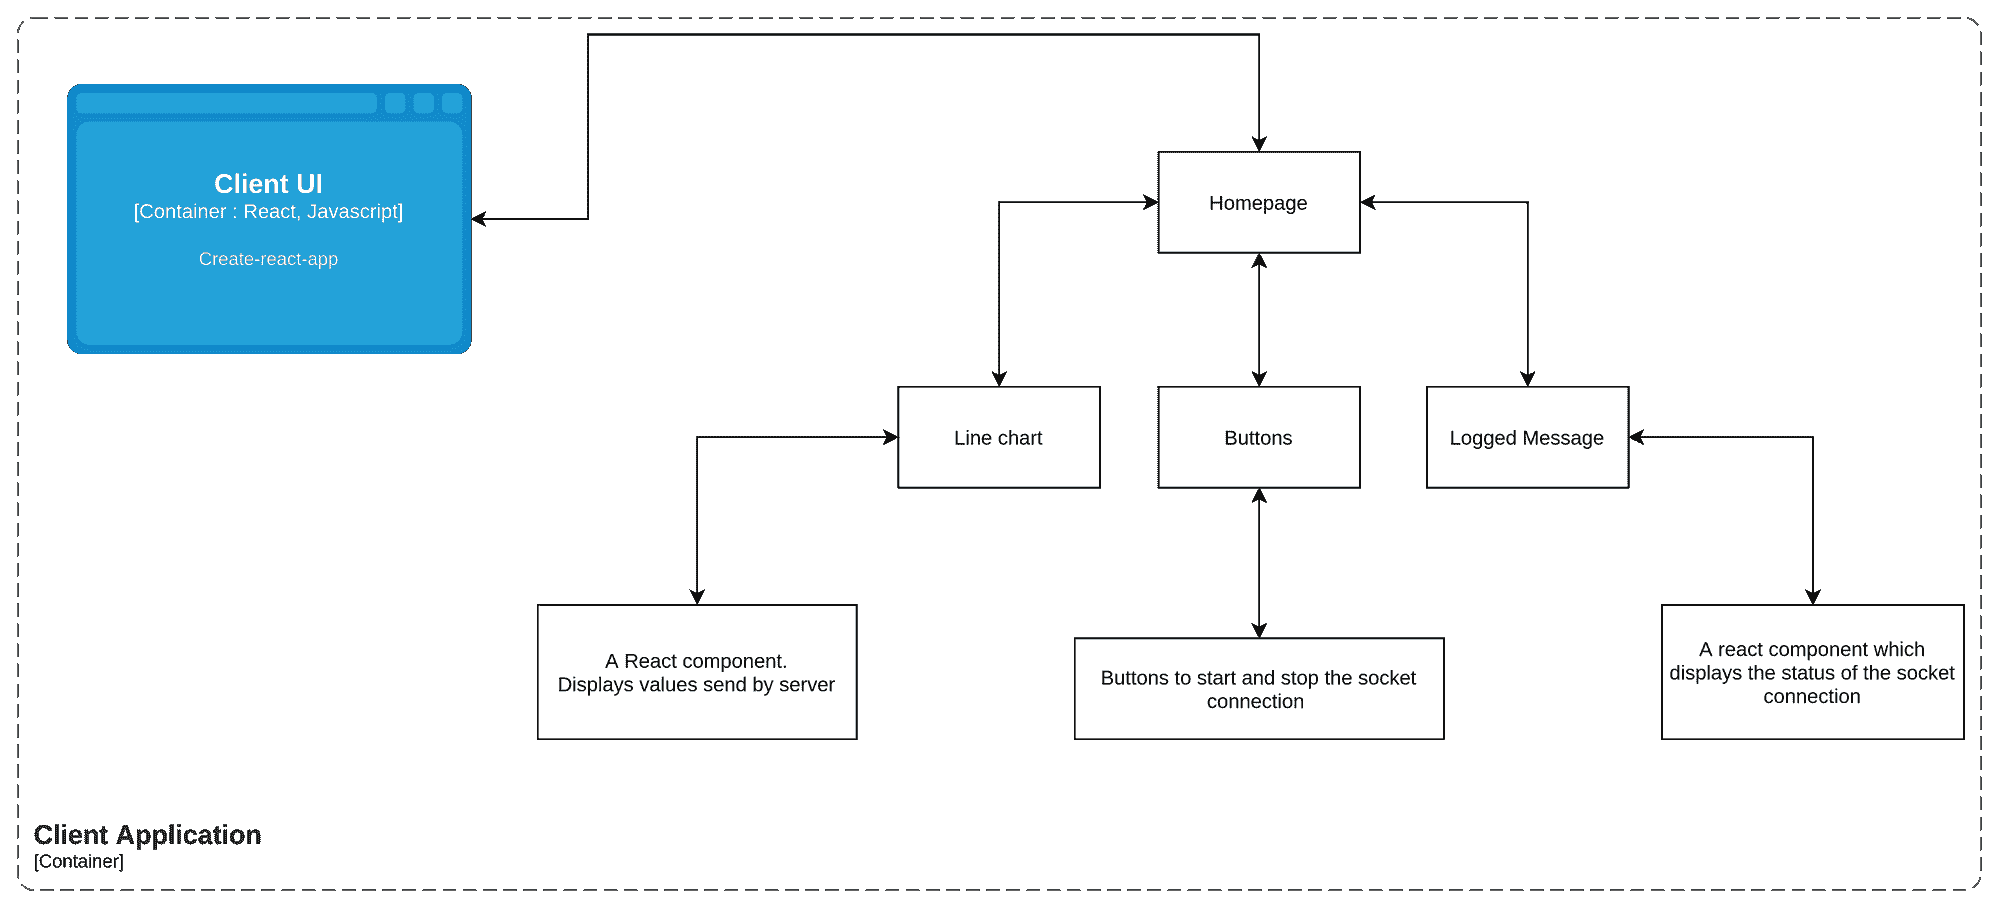 Client UI
[Container : React, Javascript]
Create-react-app
Homepage
Line chart
Buttons
Logged Message
A React component.
Displays values send by server
Buttons to start and stop the socket
connection
A react component which
displays the status of the socket
connection
Client Application
[Container]